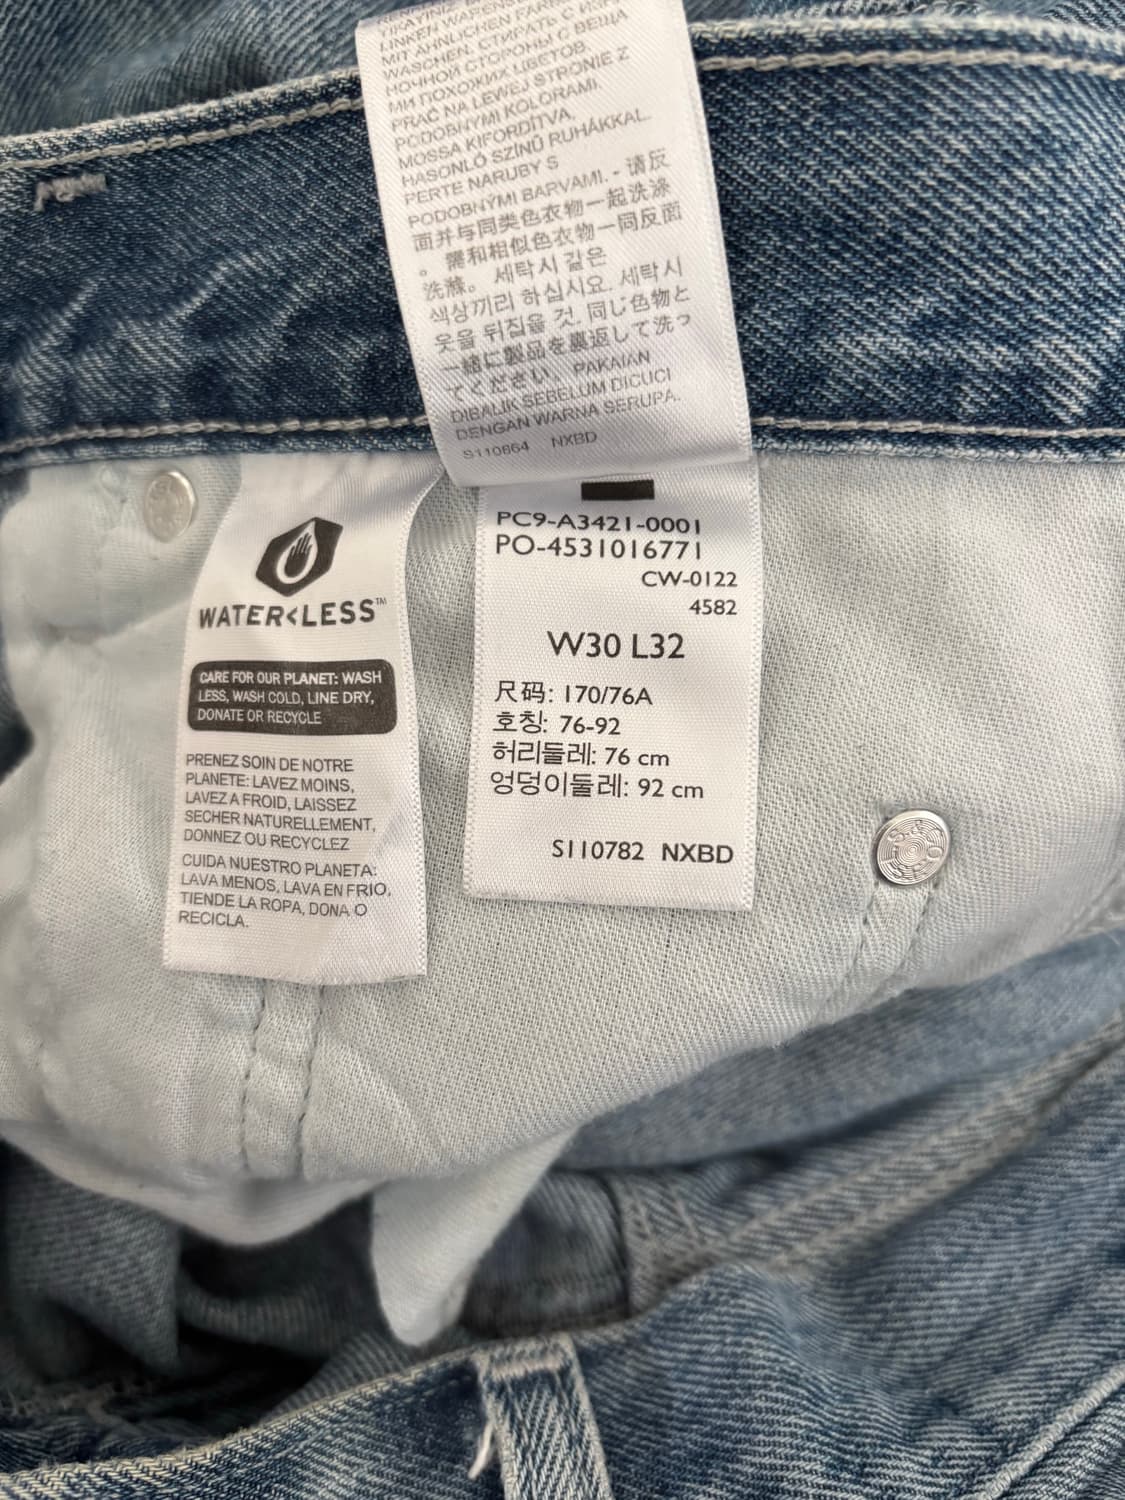 LINKEN WARENS
MIT ÄHNLICHEN FARB
WASCHEN. СТИРАТЬ С ИЗН
НОЧНОЙ СТОРОНЫ С ВЕЩА
МИ ПОХОЖИХ ЦВЕТОВ.
PRAĆ NA LEWEJ STRONIE Z
PODOBNYMI KOLORAMI.
MOSSA KIFORDÍTVA,
HASONLÓ SZÍNŰ RUHÁKKAL.
PERTE NARUBY S
PODOBNÝMI BARVAMI. - 请反
面并与同类色衣物一起洗涤
。 需和相似色衣物一同反面
洗滌。 세탁시 같은
색상끼리 하십시요. 세탁시
옷을 뒤집을 것. 同じ色物と
一緒に製品を裏返して洗っ
てください。 PAKAIAN
DIBALIK SEBELUM DICUCI
DENGAN WARNA SERUPA.
S110864 NXBD
WATER<LESS™
CARE FOR OUR PLANET: WASH
LESS, WASH COLD, LINE DRY,
DONATE OR RECYCLE
PRENEZ SOIN DE NOTRE
PLANETE: LAVEZ MOINS,
LAVEZ A FROID, LAISSEZ
SECHER NATURELLEMENT,
DONNEZ OU RECYCLEZ
CUIDA NUESTRO PLANETA:
LAVA MENOS, LAVA EN FRIO,
TIENDE LA ROPA, DONA O
RECICLA.
PC9-A3421-0001
PO-4531016771
CW-0122
4582
W30 L32
尺码: 170/76A
호칭: 76-92
허리둘레: 76 cm
엉덩이둘레: 92 cm
S110782 NXBD